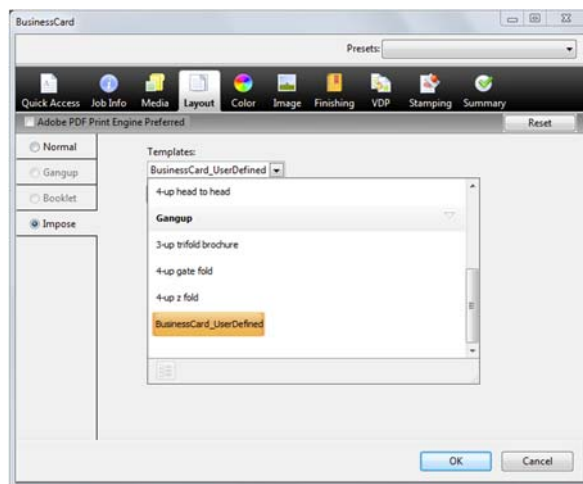 BusinessCard
Presets:
Quick Access Job Info Media Layout Color Image Finishing VDP Stamping Summary
Adobe PDF Print Engine Preferred Reset
Normal
Gangup
Booklet
Impose
Templates:
BusinessCard_UserDefined
4-up head to head
Gangup
3-up trifold brochure
4-up gate fold
4-up z fold
BusinessCard_UserDefined
OK Cancel